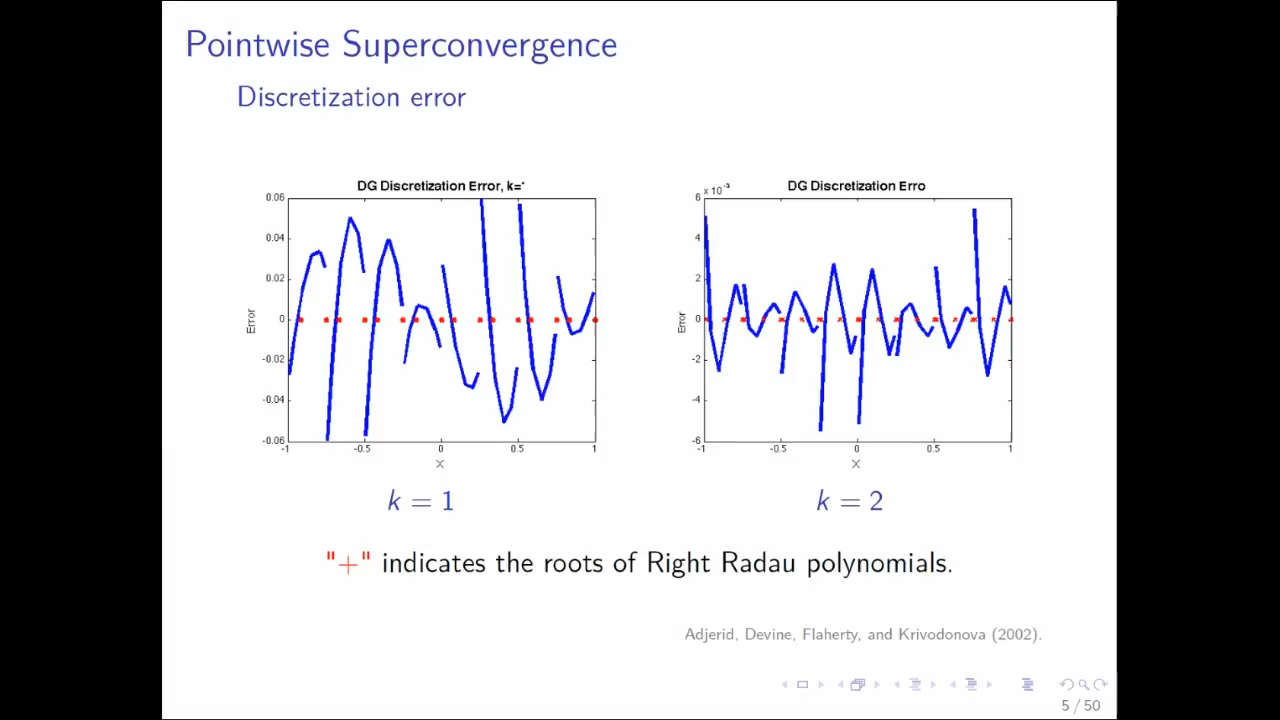 Pointwise Superconvergence
Discretization error
DG Discretization Error, k=
0.06
0.04
0.02
0
-0.02
-0.04
-0.06
Error
-1
-0.5
0
0.5
1
X
k = 1
DG Discretization Erro
6 x 10⁻³
4
2
0
-2
-4
-6
Error
-1
-0.5
0
0.5
1
X
k = 2
"+" indicates the roots of Right Radau polynomials.
Adjerid, Devine, Flaherty, and Krivodonova (2002).
5 / 50